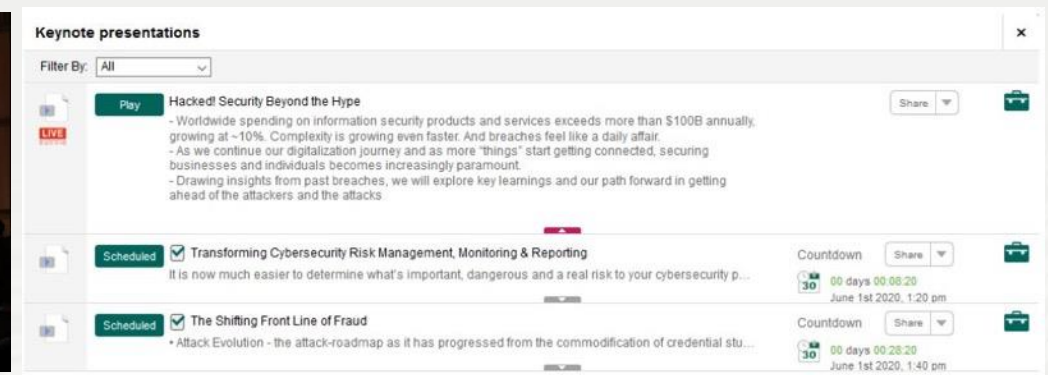 Keynote presentations
×
Filter By: All
LIVE
Play
Hacked! Security Beyond the Hype
Share
- Worldwide spending on information security products and services exceeds more than $100B annually,
growing at ~10%. Complexity is growing even faster. And breaches feel like a daily affair.
- As we continue our digitalization journey and as more "things" start getting connected, securing
businesses and individuals becomes increasingly paramount.
- Drawing insights from past breaches, we will explore key learnings and our path forward in getting
ahead of the attackers and the attacks
Scheduled
Transforming Cybersecurity Risk Management, Monitoring & Reporting
It is now much easier to determine what's important, dangerous and a real risk to your cybersecurity p...
Countdown
Share
30
00 days 00:08:20
June 1st 2020, 1:20 pm
Scheduled
The Shifting Front Line of Fraud
• Attack Evolution - the attack-roadmap as it has progressed from the commodification of credential stu...
Countdown
Share
30
00 days 00:28:20
June 1st 2020, 1:40 pm